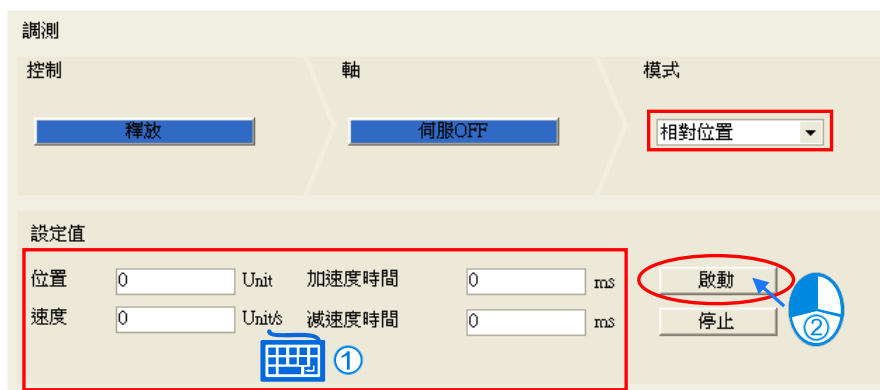 調測
控制 軸 模式
釋放 伺服OFF 相對位置
設定值
位置 0 Unit 加速度時間 0 ms 啟動
速度 0 Unit/s 減速度時間 0 ms 停止
① ②